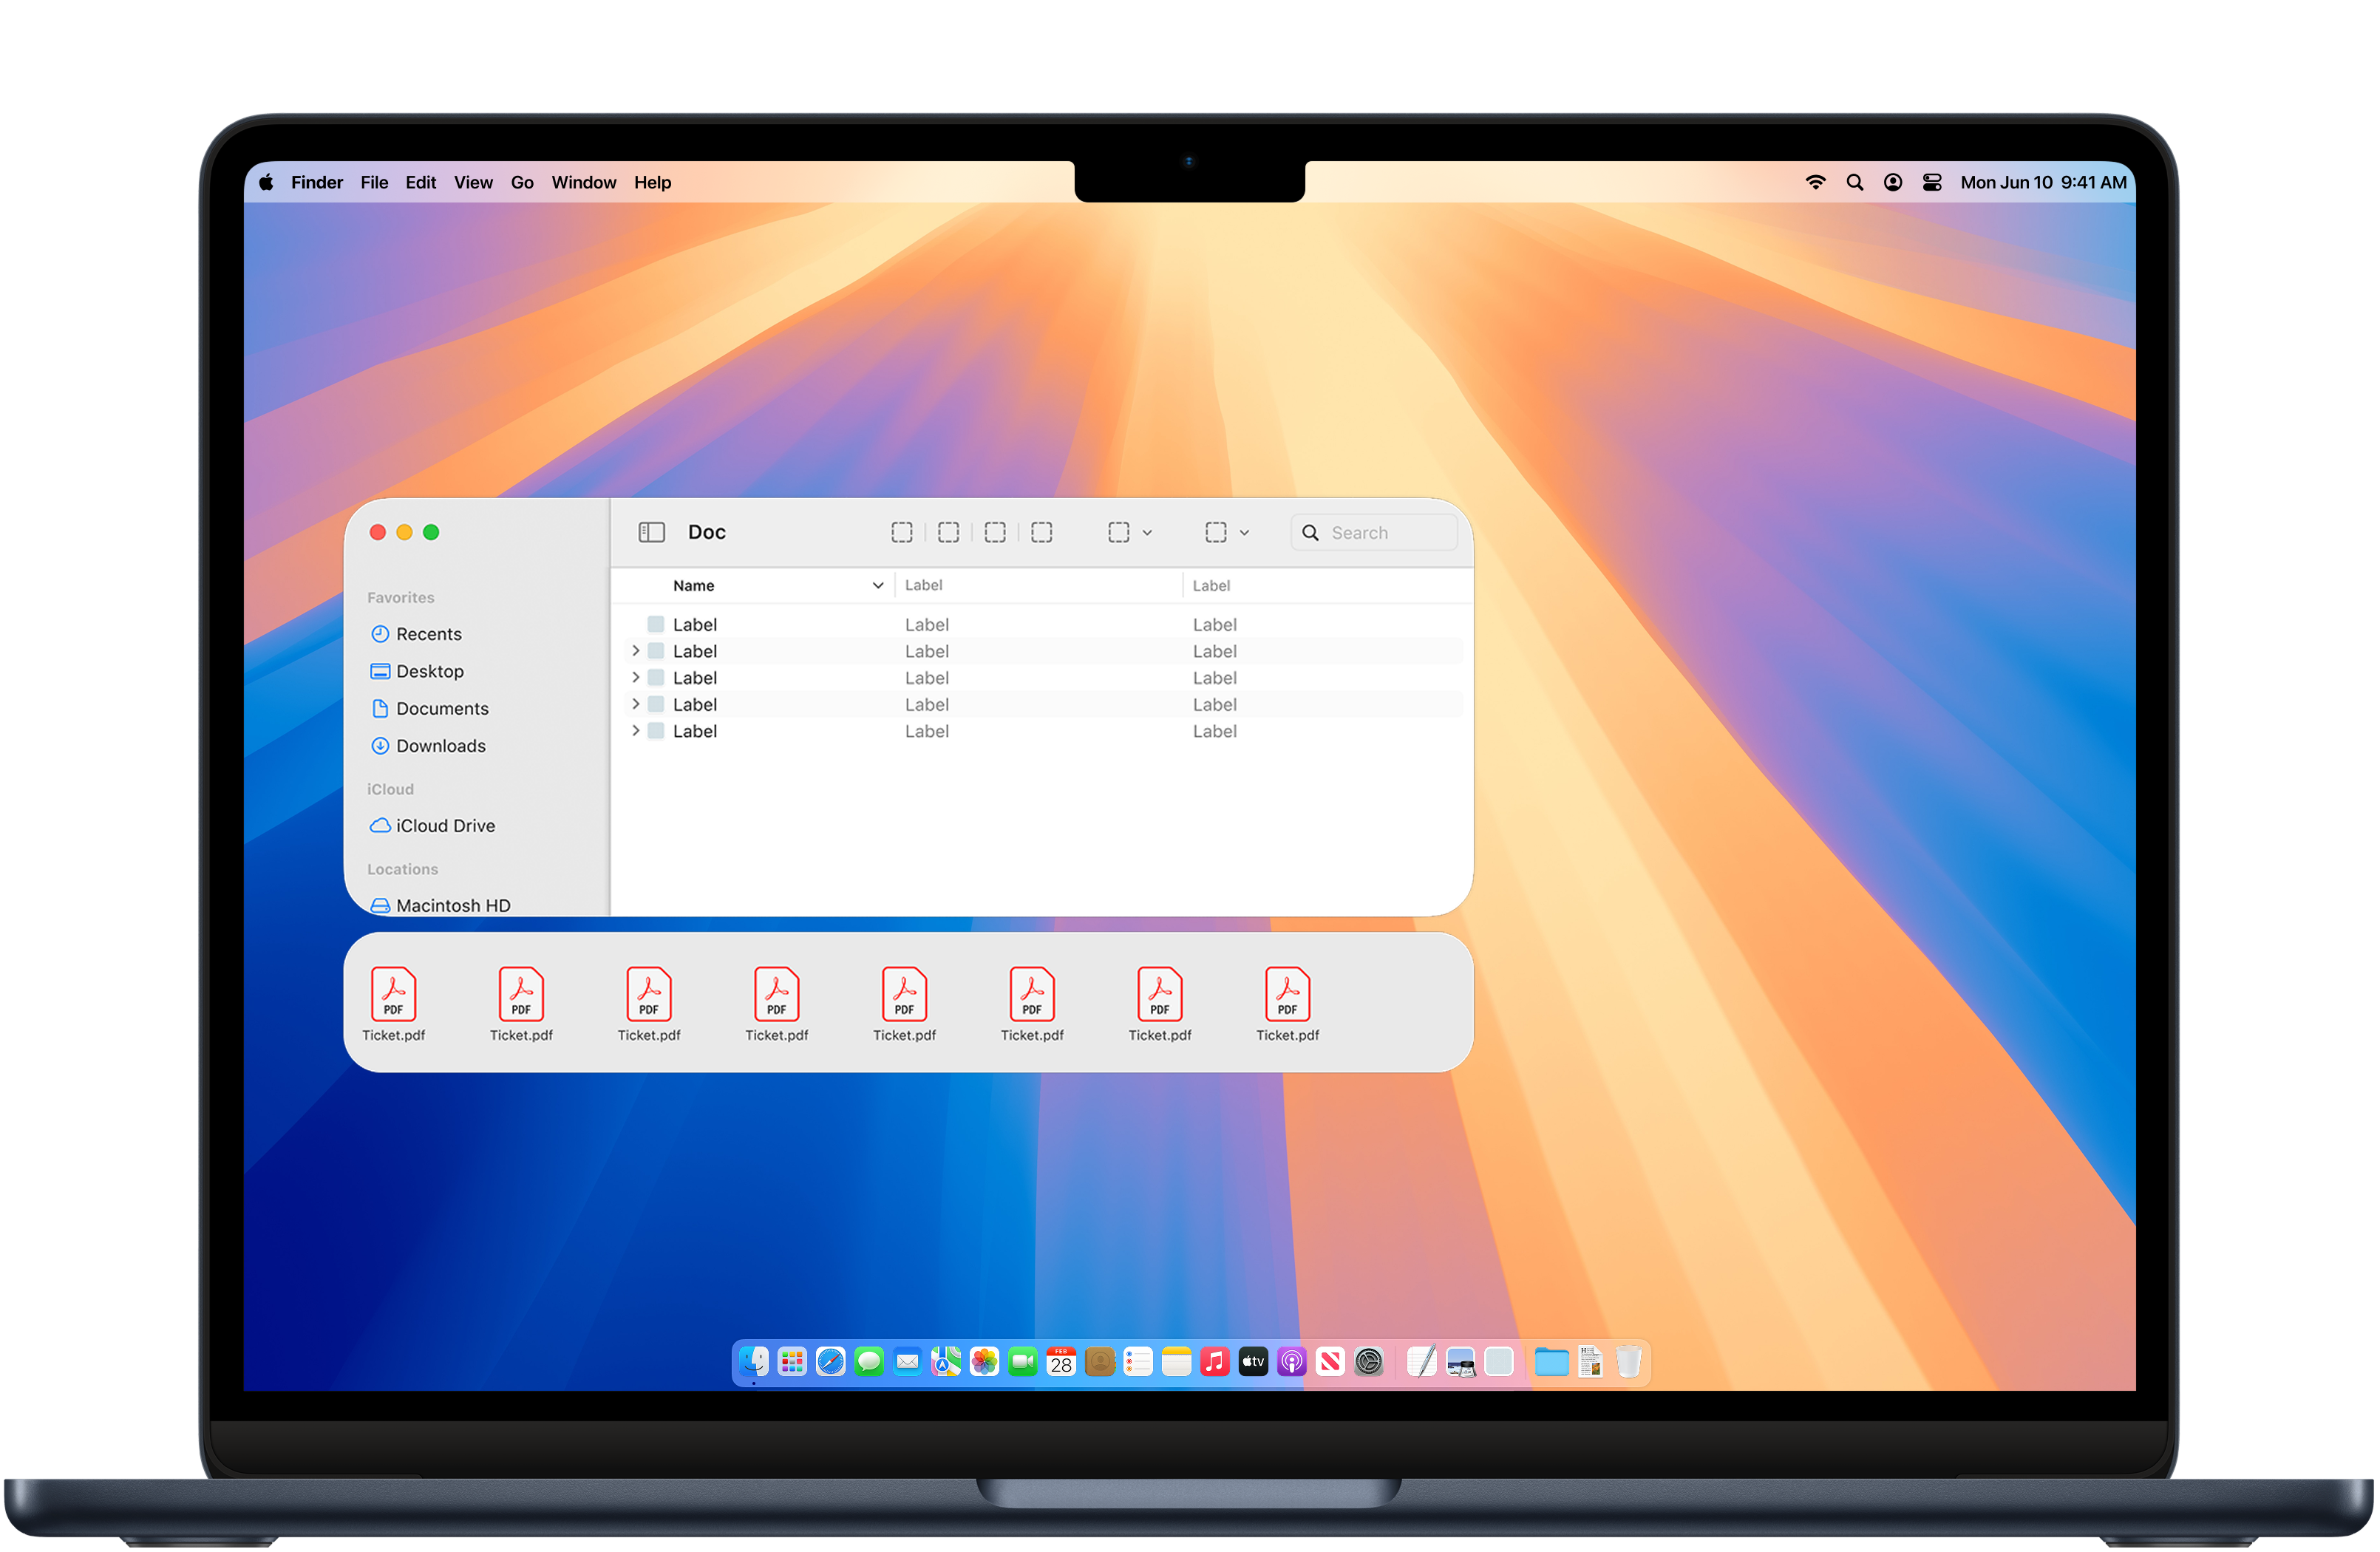 Finder File Edit View Go Window Help
Mon Jun 10 9:41 AM
Doc
Search
Favorites
Recents
Desktop
Documents
Downloads
iCloud
iCloud Drive
Locations
Macintosh HD
Name Label Label
Label Label Label
Label Label Label
Label Label Label
Label Label Label
Label Label Label
PDF PDF PDF PDF PDF PDF PDF PDF
Ticket.pdf Ticket.pdf Ticket.pdf Ticket.pdf Ticket.pdf Ticket.pdf Ticket.pdf Ticket.pdf
FEB
28
tv